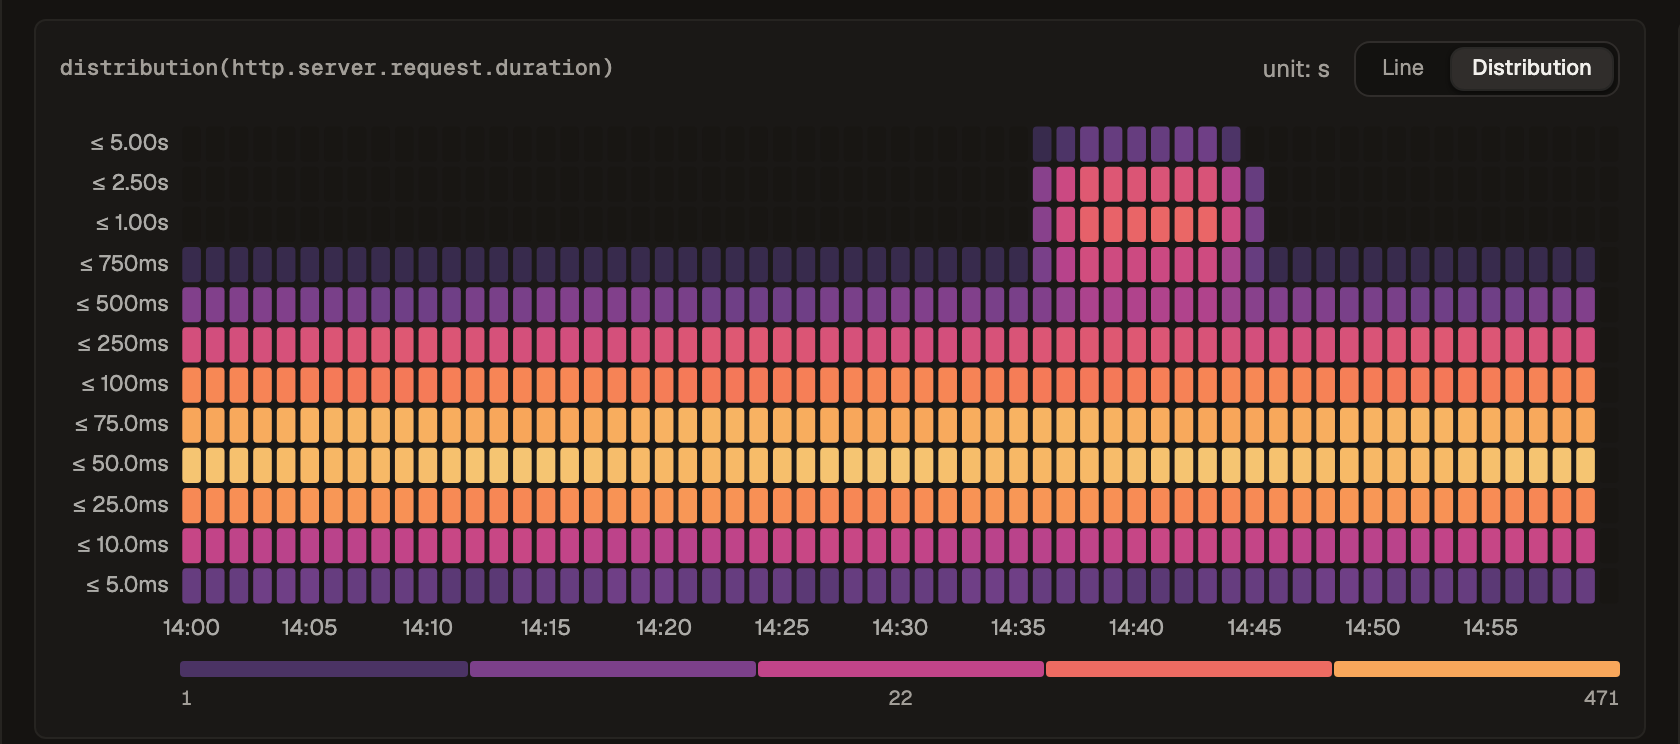 distribution(http.server.request.duration)
unit: s
Line
Distribution
≤ 5.00s
≤ 2.50s
≤ 1.00s
≤ 750ms
≤ 500ms
≤ 250ms
≤ 100ms
≤ 75.0ms
≤ 50.0ms
≤ 25.0ms
≤ 10.0ms
≤ 5.0ms
14:00 14:05 14:10 14:15 14:20 14:25 14:30 14:35 14:40 14:45 14:50 14:55
1 22 471